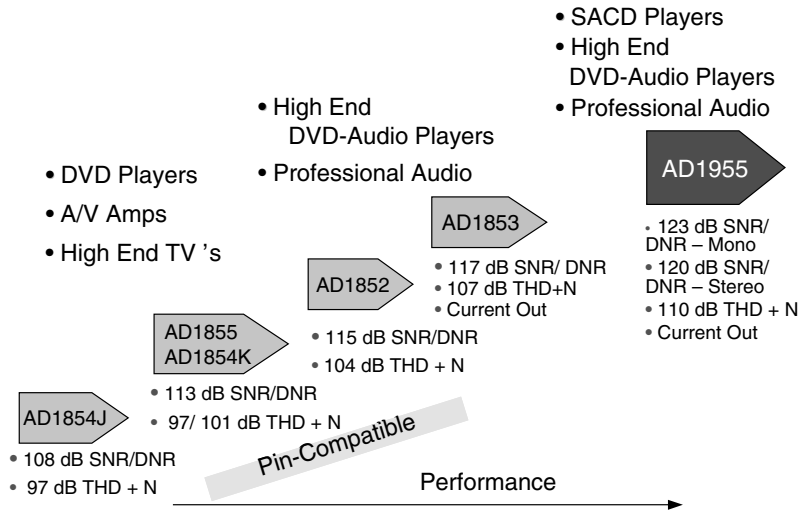 • SACD Players
• High End
DVD-Audio Players
• Professional Audio
• High End
DVD-Audio Players
• Professional Audio
• DVD Players
• A/V Amps
• High End TV 's
AD1955
• 123 dB SNR/
DNR – Mono
• 120 dB SNR/
DNR – Stereo
• 110 dB THD + N
• Current Out
AD1853
• 117 dB SNR/ DNR
• 107 dB THD+N
• Current Out
AD1852
• 115 dB SNR/DNR
• 104 dB THD + N
AD1855
AD1854K
• 113 dB SNR/DNR
• 97/ 101 dB THD + N
AD1854J
• 108 dB SNR/DNR
• 97 dB THD + N
Pin-Compatible
Performance